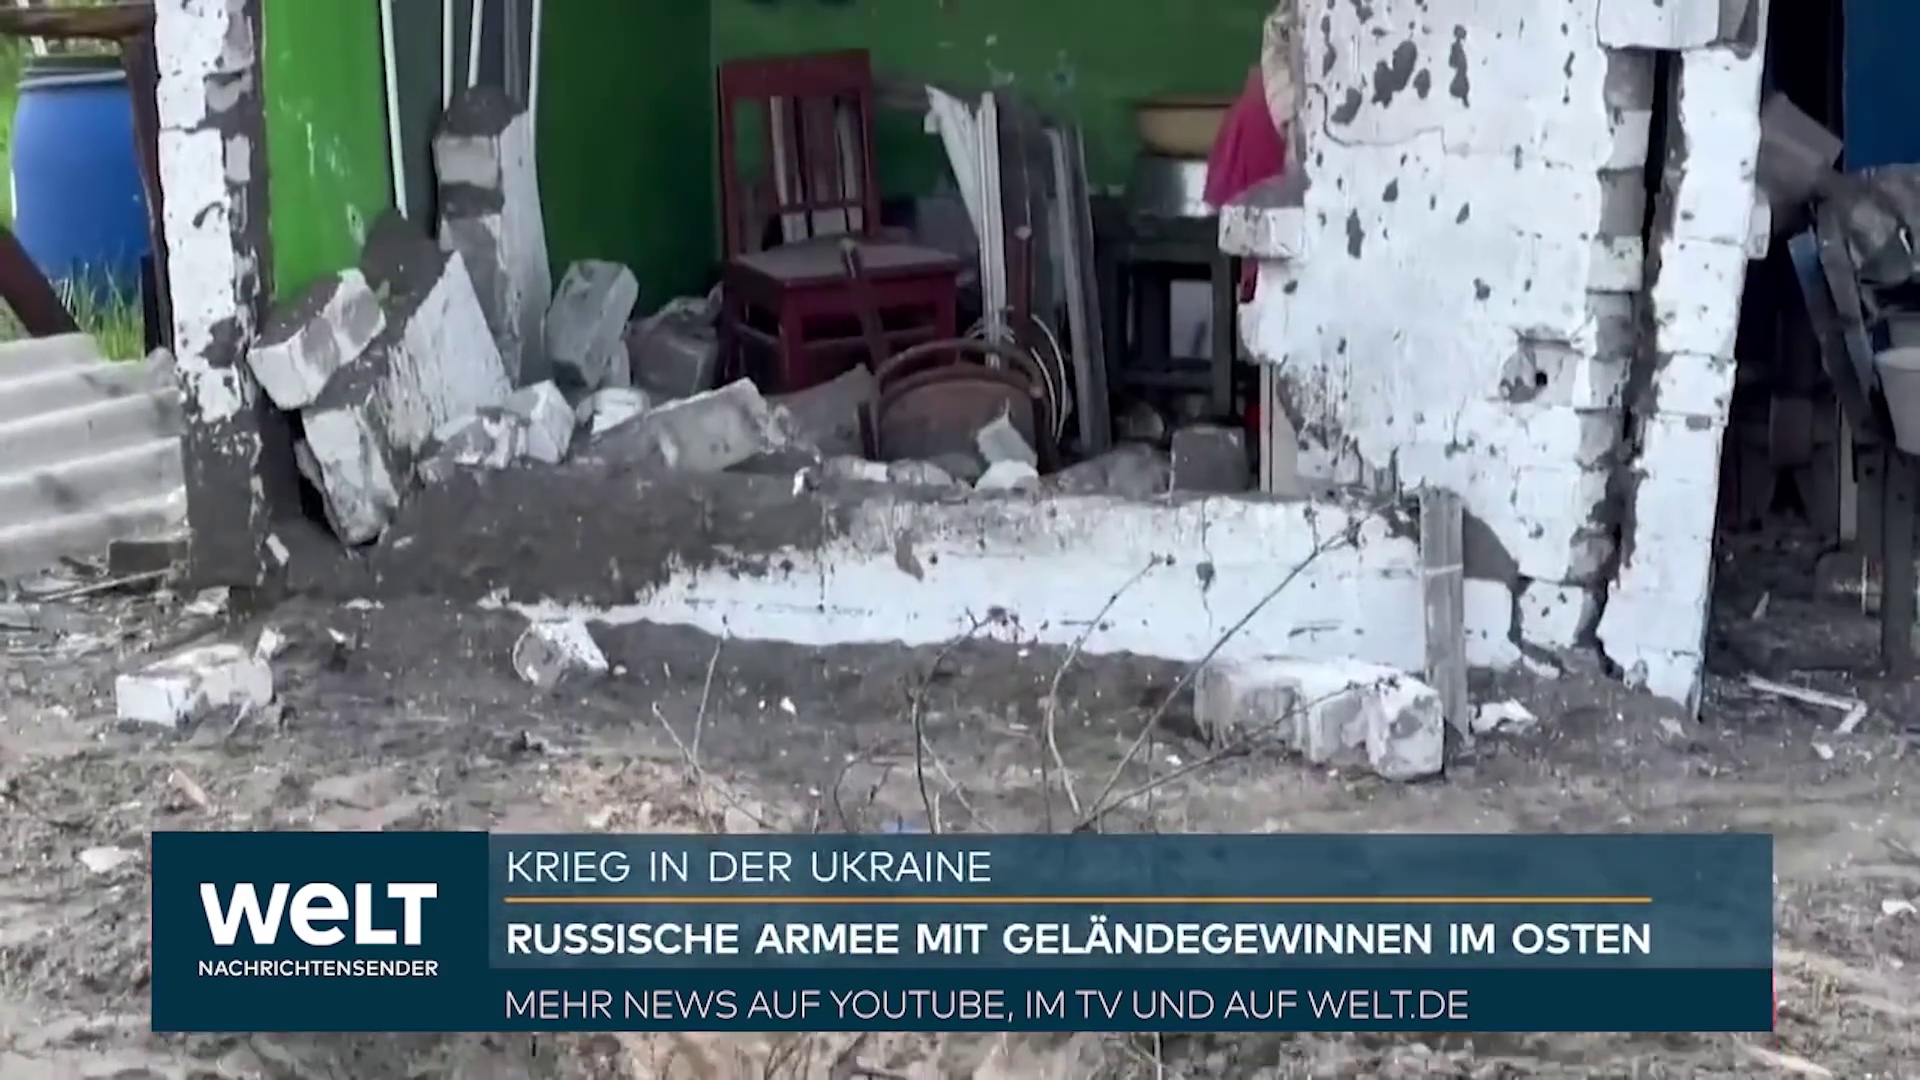 KRIEG IN DER UKRAINE
WELT
RUSSISCHE ARMEE MIT GELÄNDEGEWINNEN IM OSTEN
NACHRICHTENSENDER
MEHR NEWS AUF YOUTUBE, IM TV UND AUF WELT.DE